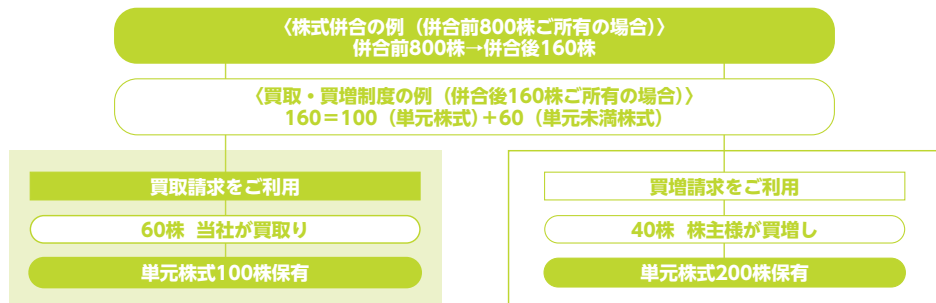 〈株式併合の例（併合前800株ご所有の場合）〉
併合前800株→併合後160株
〈買取・買増制度の例（併合後160株ご所有の場合）〉
160＝100（単元株式）＋60（単元未満株式）
買取請求をご利用
60株 当社が買取り
単元株式100株保有
買増請求をご利用
40株 株主様が買増し
単元株式200株保有